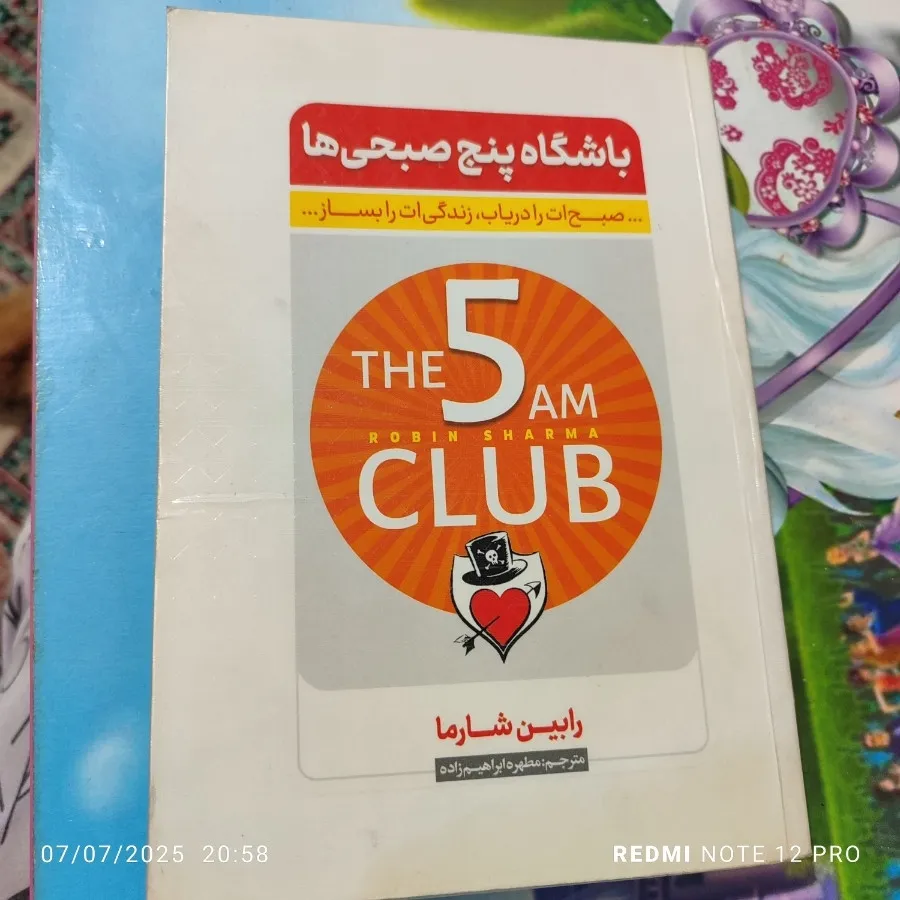 باشگاه پنج صبحی‌ها
... صبح‌ات را دریاب، زندگی‌ات را بساز...
THE 5 AM
ROBIN SHARMA
CLUB
رابین شارما
مترجم: مطهره ابراهیم‌زاده
07/07/2025 20:58
REDMI NOTE 12 PRO